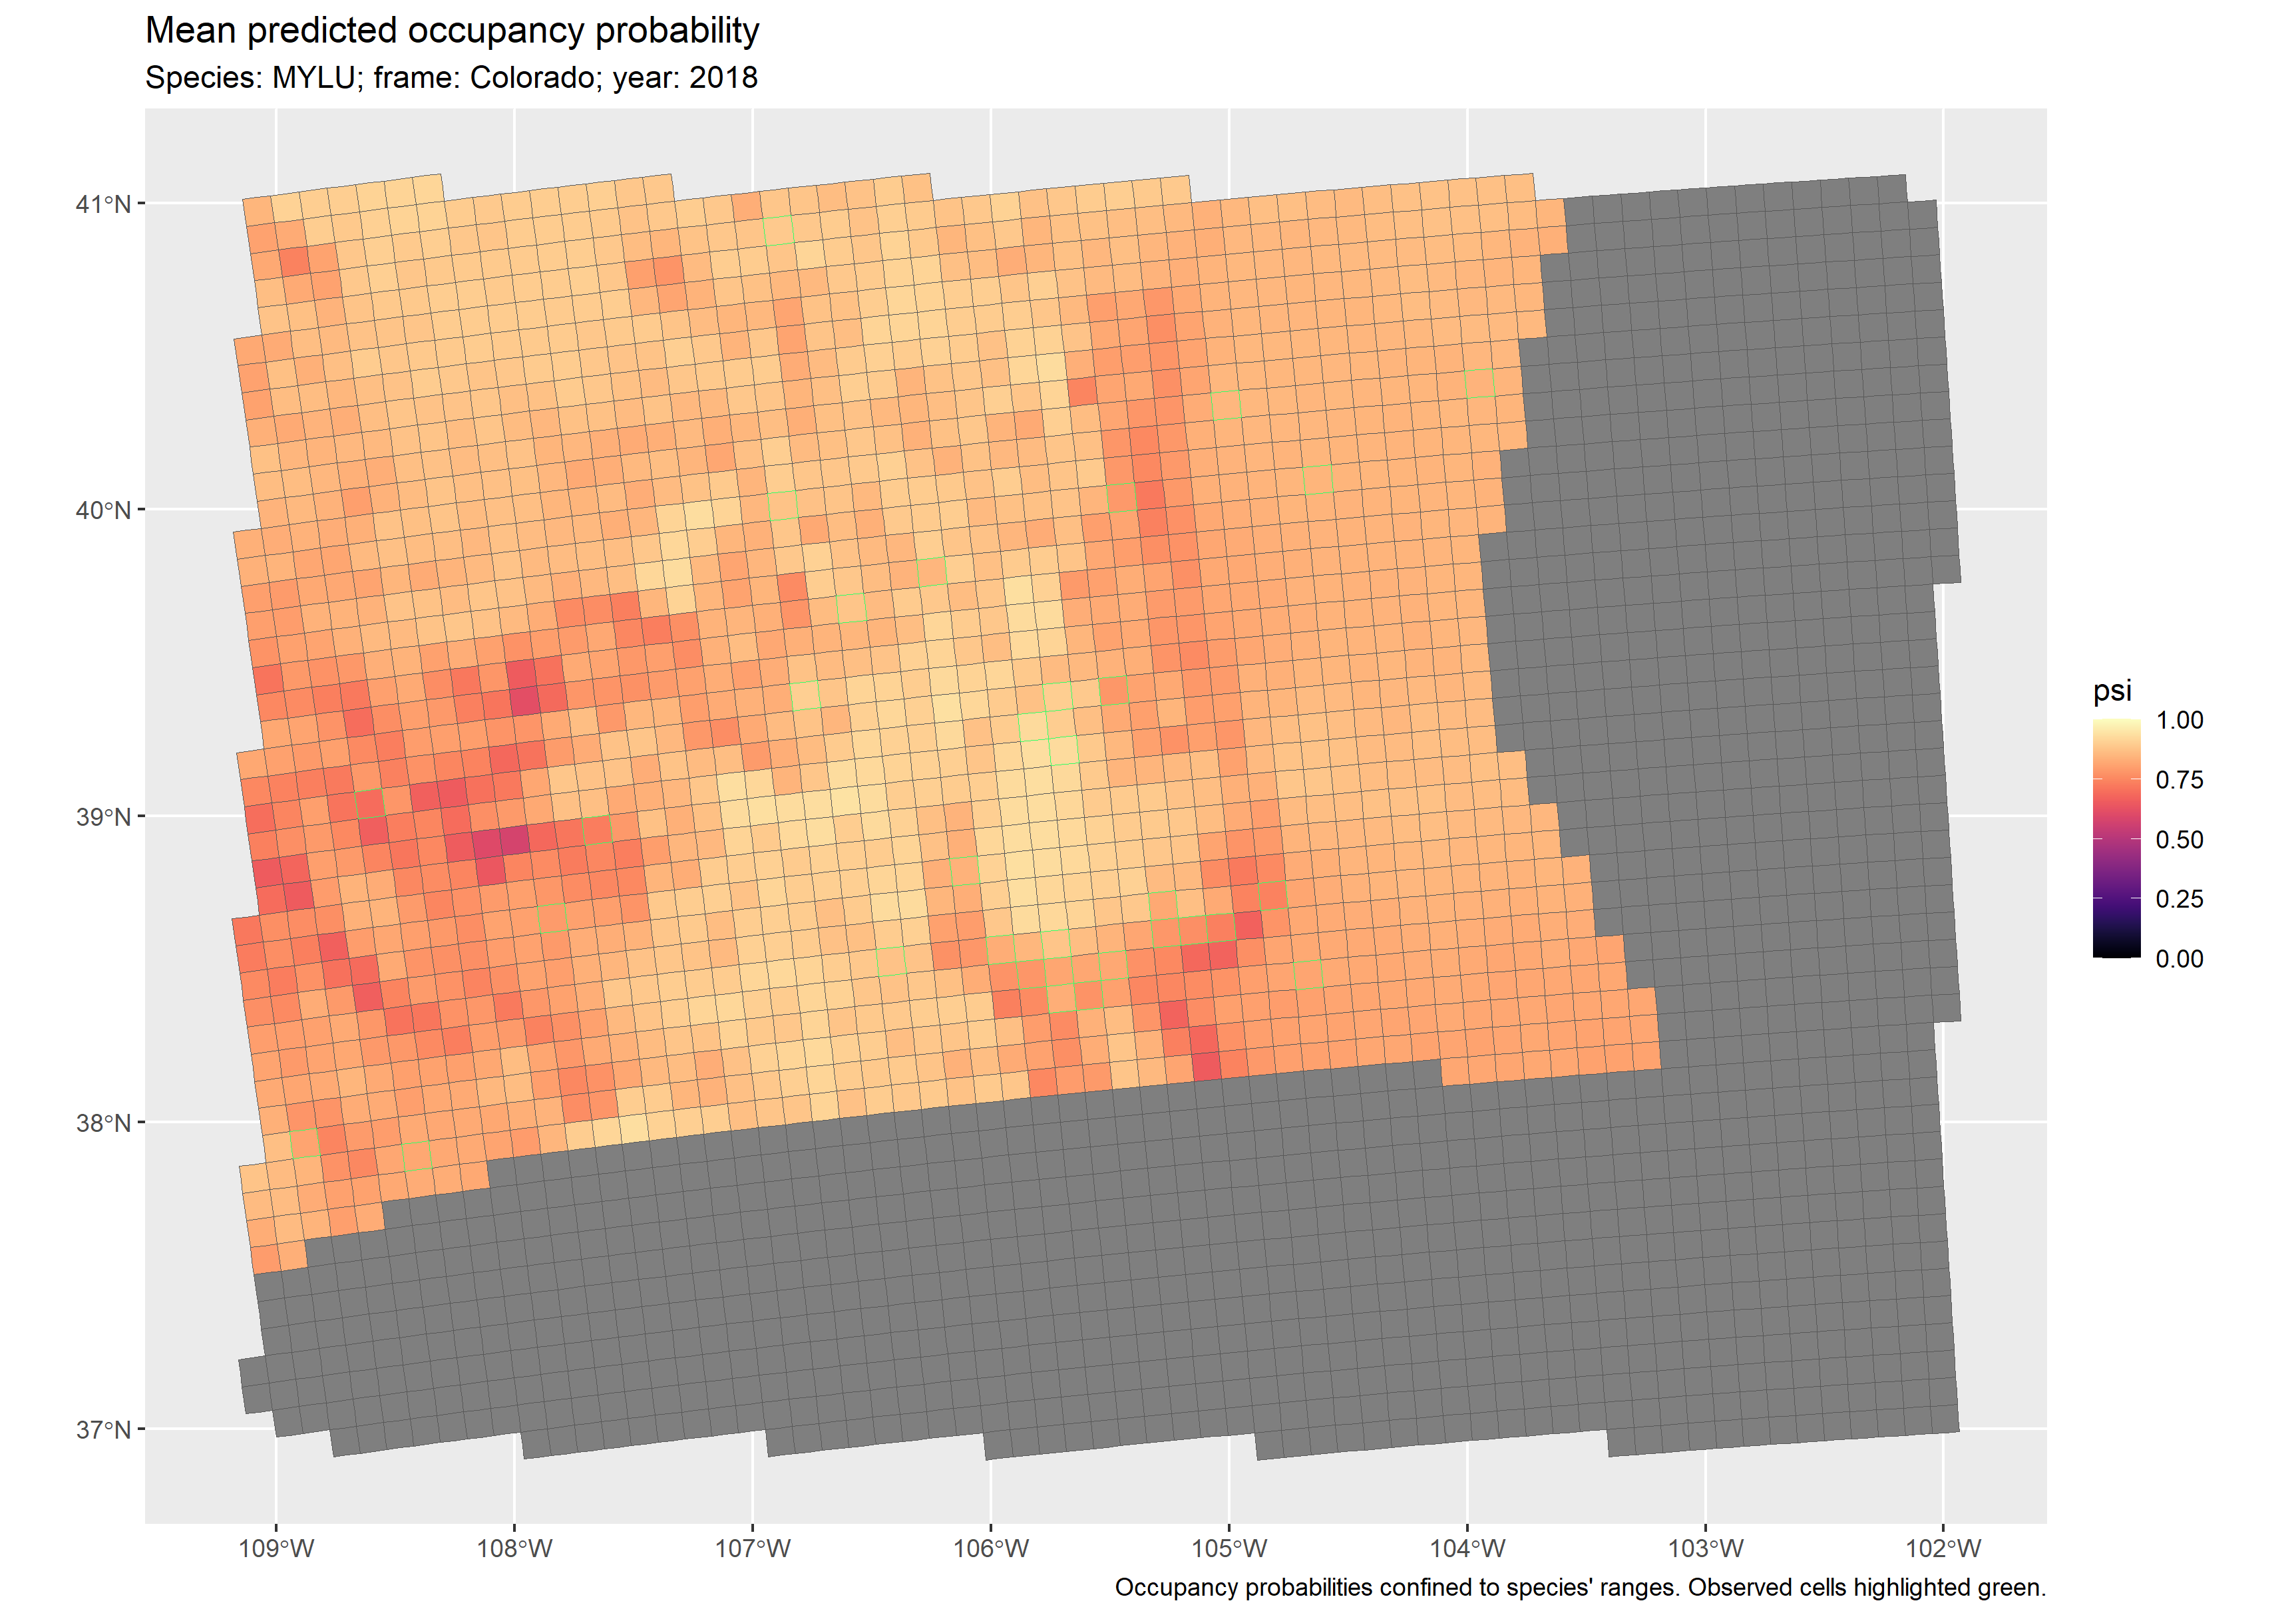 Mean predicted occupancy probability
Species: MYLU; frame: Colorado; year: 2018
41°N
40°N
39°N
38°N
37°N
109°W
108°W
107°W
106°W
105°W
104°W
103°W
102°W
psi
1.00
0.75
0.50
0.25
0.00
Occupancy probabilities confined to species' ranges. Observed cells highlighted green.